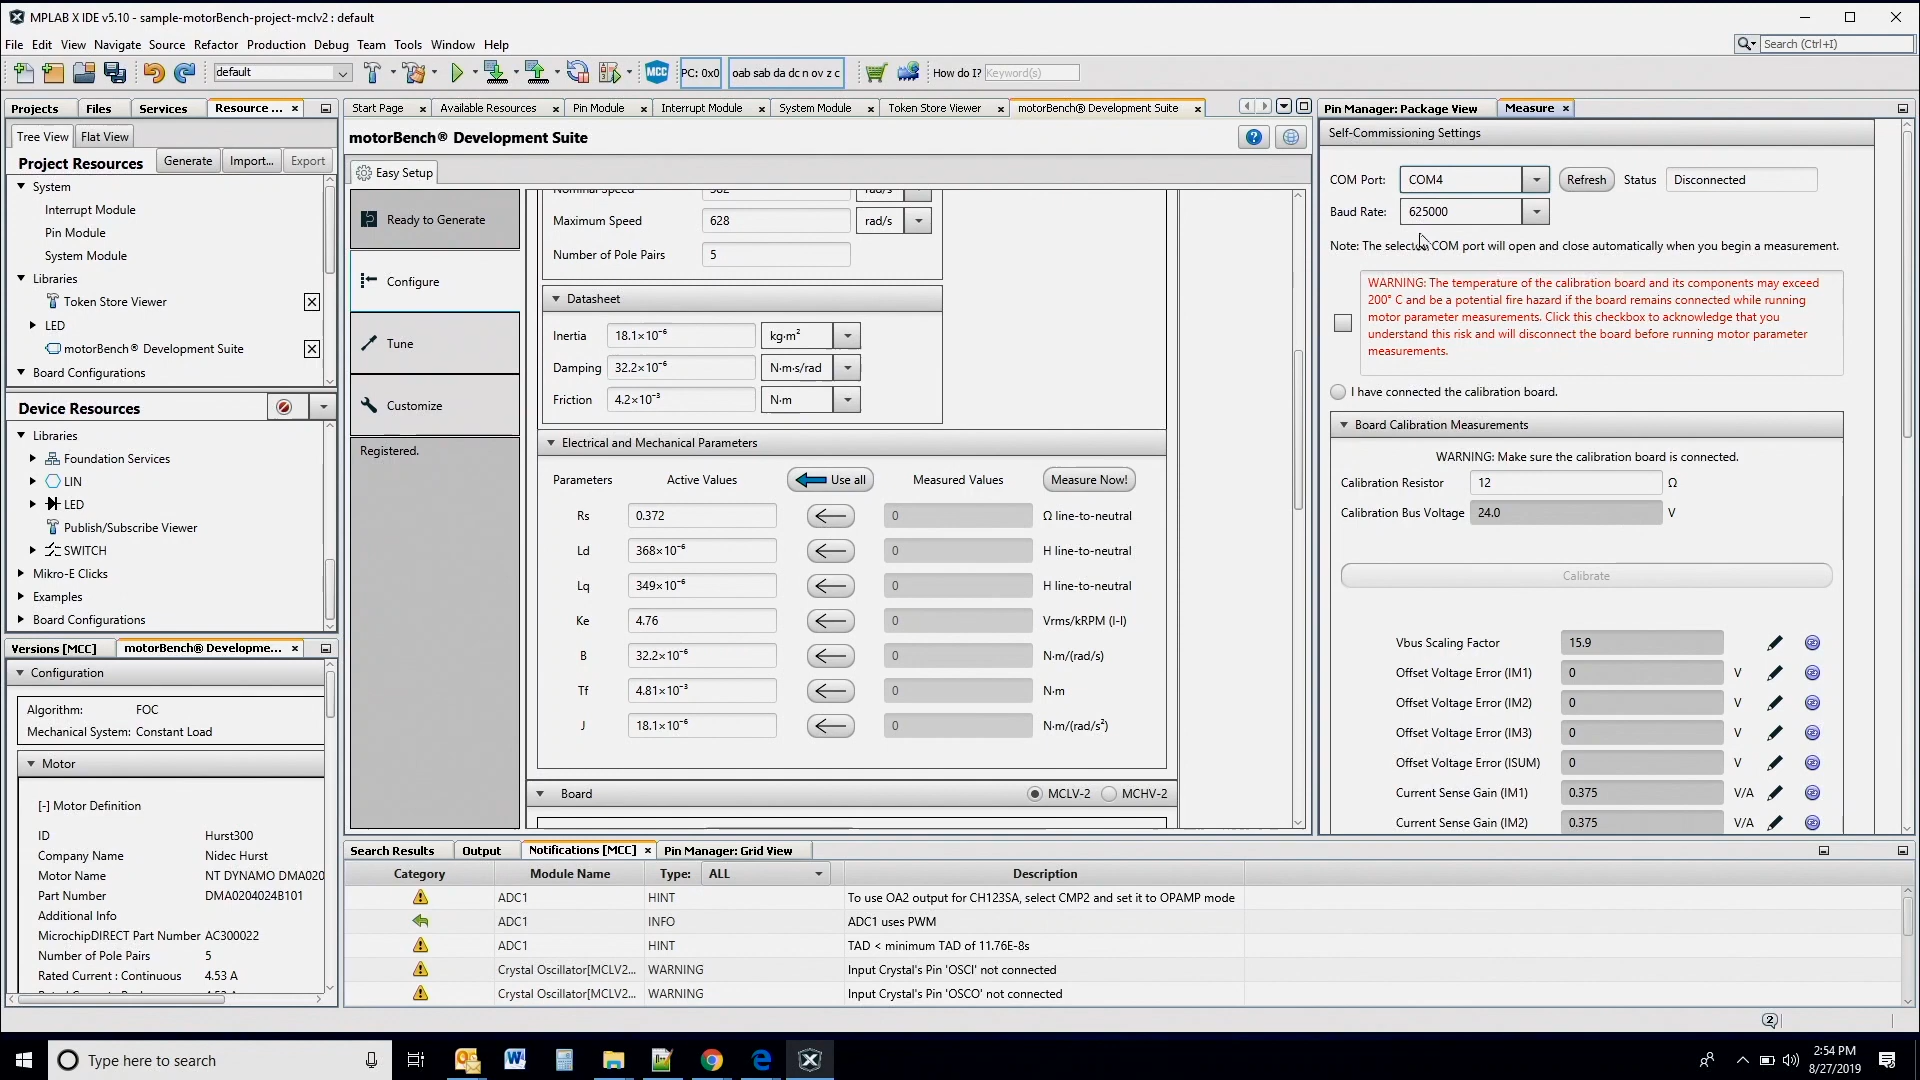 MPLAB X IDE v5.10 - sample-motorBench-project-mclv2 : default
File Edit View Navigate Source Refactor Production Debug Team Tools Window Help
Search (Ctrl+I)
default
MCC
PC: 0x0
oab sab da dc n ov z c
How do I?
Keyword(s)
Projects Files Services Resource ... ×
Tree View Flat View
Project Resources Generate Import... Export
System
Interrupt Module
Pin Module
System Module
Libraries
Token Store Viewer
LED
motorBench® Development Suite
Board Configurations
Device Resources
Libraries
Foundation Services
LIN
LED
Publish/Subscribe Viewer
SWITCH
Mikro-E Clicks
Examples
Board Configurations
Versions [MCC] motorBench® Developme... ×
Configuration
Algorithm: FOC
Mechanical System: Constant Load
Motor
[-] Motor Definition
ID Hurst300
Company Name Nidec Hurst
Motor Name NT DYNAMO DMA020
Part Number DMA0204024B101
Additional Info
MicrochipDIRECT Part Number AC300022
Number of Pole Pairs 5
Rated Current : Continuous 4.53 A
Start Page × Available Resources × Pin Module × Interrupt Module × System Module × Token Store Viewer × motorBench® Development Suite ×
motorBench® Development Suite
Easy Setup
Ready to Generate
Configure
Tune
Customize
Registered.
Maximum Speed 628 rad/s
Number of Pole Pairs 5
Datasheet
Inertia 18.1×10⁻⁶ kg·m²
Damping 32.2×10⁻⁶ N·m·s/rad
Friction 4.2×10⁻³ N·m
Electrical and Mechanical Parameters
Parameters Active Values Use all Measured Values Measure Now!
Rs 0.372 0 Ω line-to-neutral
Ld 368×10⁻⁶ 0 H line-to-neutral
Lq 349×10⁻⁶ 0 H line-to-neutral
Ke 4.76 0 Vrms/kRPM (l-l)
B 32.2×10⁻⁶ 0 N·m/(rad/s)
Tf 4.81×10⁻³ 0 N·m
J 18.1×10⁻⁶ 0 N·m/(rad/s²)
Board MCLV-2 MCHV-2
Pin Manager: Package View Measure ×
Self-Commissioning Settings
COM Port: COM4 Refresh Status Disconnected
Baud Rate: 625000
Note: The selected COM port will open and close automatically when you begin a measurement.
WARNING: The temperature of the calibration board and its components may exceed
200° C and be a potential fire hazard if the board remains connected while running
motor parameter measurements. Click this checkbox to acknowledge that you
understand this risk and will disconnect the board before running motor parameter
measurements.
I have connected the calibration board.
Board Calibration Measurements
WARNING: Make sure the calibration board is connected.
Calibration Resistor 12 Ω
Calibration Bus Voltage 24.0 V
Calibrate
Vbus Scaling Factor 15.9
Offset Voltage Error (IM1) 0 V
Offset Voltage Error (IM2) 0 V
Offset Voltage Error (IM3) 0 V
Offset Voltage Error (ISUM) 0 V
Current Sense Gain (IM1) 0.375 V/A
Current Sense Gain (IM2) 0.375 V/A
Search Results Output Notifications [MCC] × Pin Manager: Grid View
Category Module Name Type: ALL Description
ADC1 HINT To use OA2 output for CH123SA, select CMP2 and set it to OPAMP mode
ADC1 INFO ADC1 uses PWM
ADC1 HINT TAD < minimum TAD of 11.76E-8s
Crystal Oscillator[MCLV2... WARNING Input Crystal's Pin 'OSCI' not connected
Crystal Oscillator[MCLV2... WARNING Input Crystal's Pin 'OSCO' not connected
2
Type here to search
2:54 PM
8/27/2019